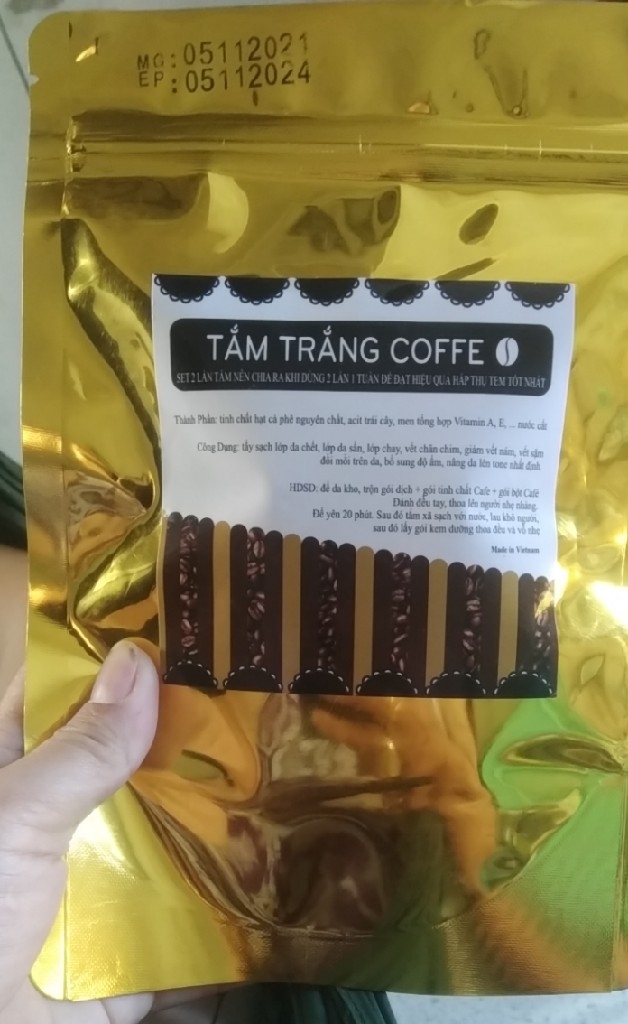 MG:05112021
EP:05112024
TẮM TRẮNG COFFE
SET 2 LẦN TẮM NÊN CHIA RA KHI DÙNG 2 LẦN 1 TUẦN ĐỂ ĐẠT HIỆU QUẢ HẤP THỤ TEM TỐT NHẤT
Thành Phần: tinh chất hạt cà phê nguyên chất, acit trái cây, men tổng hợp Vitamin A, E, ... nước cất
Công Dụng: tẩy sạch lớp da chết, lớp da sần, lớp chay, vết chân chim, giảm vết nám, vết sậm
đồi mồi trên da, bổ sung độ ẩm, nâng da lên tone nhất định
HDSD: để da khô, trộn gói dịch + gói tinh chất Cafe + gói bột Café
Dành đều tay, thoa lên người nhẹ nhàng.
Để yên 20 phút. Sau đó tắm xã sạch với nước, lau khô người,
sau đó lấy gói kem dưỡng thoa đều và vỗ nhẹ
Made in Vietnam